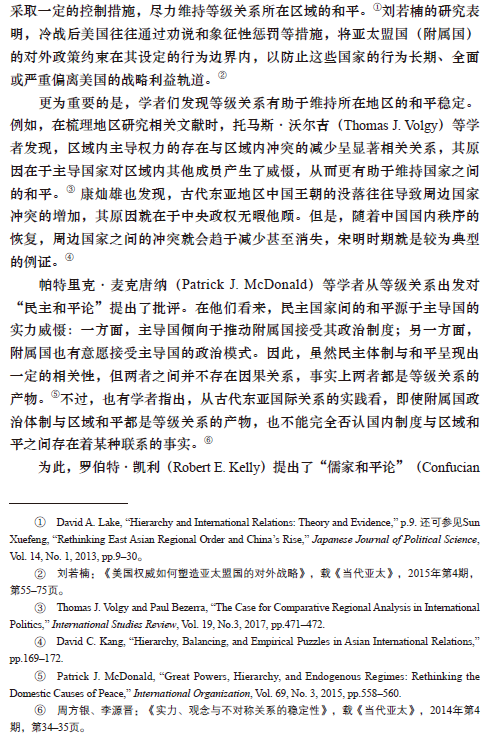 采取一定的控制措施，尽力维持等级关系所在区域的和平。①刘若楠的研究表
明，冷战后美国往往通过劝说和象征性惩罚等措施，将亚太盟国（附属国）
的对外政策约束在其设定的行为边界内，以防止这些国家的行为长期、全面
或严重偏离美国的战略利益轨道。②
更为重要的是，学者们发现等级关系有助于维持所在地区的和平稳定。
例如，在梳理地区研究相关文献时，托马斯·沃尔吉（Thomas J. Volgy）等学
者发现，区域内主导权力的存在与区域内冲突的减少呈显著相关关系，其原
因在于主导国家对区域内其他成员产生了威慑，从而更有助于维护国家之间
的和平。③ 康灿雄也发现，古代东亚地区中国王朝的没落往往导致周边国家
冲突的增加，其原因就在于中央政权无暇他顾。但是，随着中国国内秩序的
恢复，周边国家之间的冲突就会趋于减少甚至消失，宋明时期就是较为典型
的例证。④
帕特里克·麦克唐纳（Patrick J. McDonald）等学者从等级关系出发对
“民主和平论”提出了批评。在他们看来，民主国家间的和平源于主导国的
实力威慑：一方面，主导国倾向于推动附属国接受其政治制度；另一方面，
附属国也有意愿接受主导国的政治模式。因此，虽然民主体制与和平呈现出
一定的相关性，但两者之间并不存在因果关系，事实上两者都是等级关系的
产物。⑤不过，也有学者指出，从古代东亚国际关系的实践看，即使附属国政
治体制与区域和平都是等级关系的产物，也不能完全否认国内制度与区域和
平之间存在着某种联系的事实。⑥
为此，罗伯特·凯利（Robert E. Kelly）提出了“儒家和平论”（Confucian
① David A. Lake, “Hierarchy and International Relations: Theory and Evidence,” p.9. 还可参见Sun
Xuefeng, “Rethinking East Asian Regional Order and China’s Rise,” Japanese Journal of Political Science,
Vol. 14, No. 1, 2013, pp.9–30。
② 刘若楠：《美国权威如何塑造亚太盟国的对外战略》，载《当代亚太》，2015年第4期，
第55–75页。
③ Thomas J. Volgy and Paul Bezerra, “The Case for Comparative Regional Analysis in International
Politics,” International Studies Review, Vol. 19, No.3, 2017, pp.471–472.
④ David C. Kang, “Hierarchy, Balancing, and Empirical Puzzles in Asian International Relations,”
pp.169–172.
⑤ Patrick J. McDonald, “Great Powers, Hierarchy, and Endogenous Regimes: Rethinking the
Domestic Causes of Peace,” International Organization, Vol. 69, No. 3, 2015, pp.558–560.
⑥ 周方银、李源晋：《实力、观念与不对称关系的稳定性》，载《当代亚太》，2014年第4
期，第34–35页。